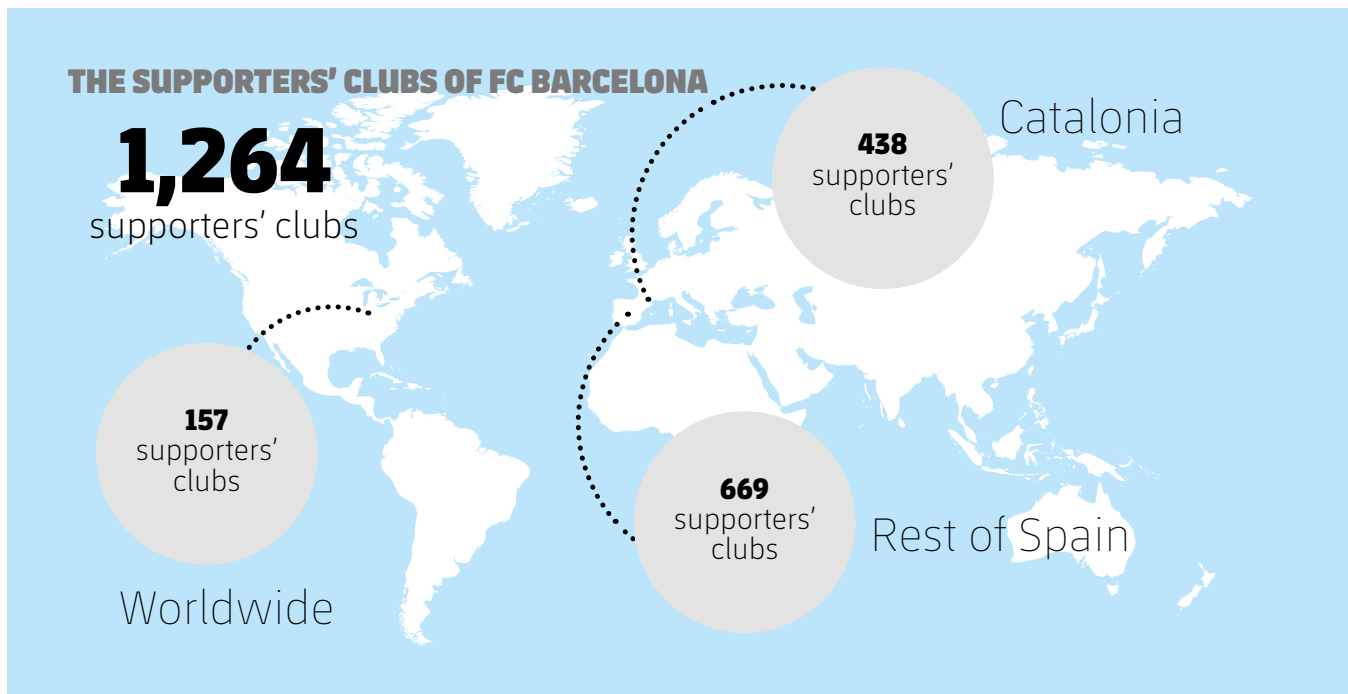 THE SUPPORTERS’ CLUBS OF FC BARCELONA
1,264
supporters’ clubs
438
supporters’
clubs
Catalonia
157
supporters’
clubs
Worldwide
669
supporters’
clubs
Rest of Spain